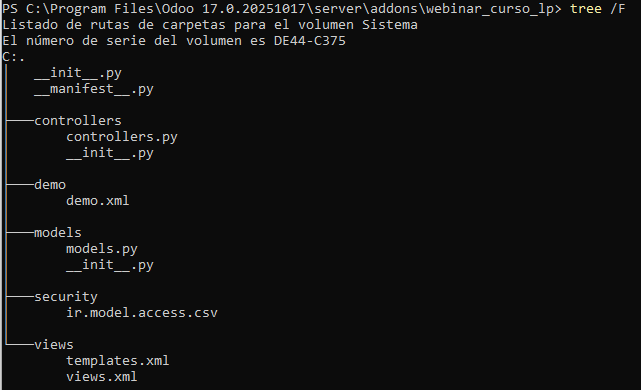 PS C:\Program Files\Odoo 17.0.20251017\server\addons\webinar_curso_lp> tree /F
Listado de rutas de carpetas para el volumen Sistema
El número de serie del volumen es DE44-C375
C:.
│   __init__.py
│   __manifest__.py
│
├───controllers
│       controllers.py
│       __init__.py
│
├───demo
│       demo.xml
│
├───models
│       models.py
│       __init__.py
│
├───security
│       ir.model.access.csv
│
└───views
        templates.xml
        views.xml